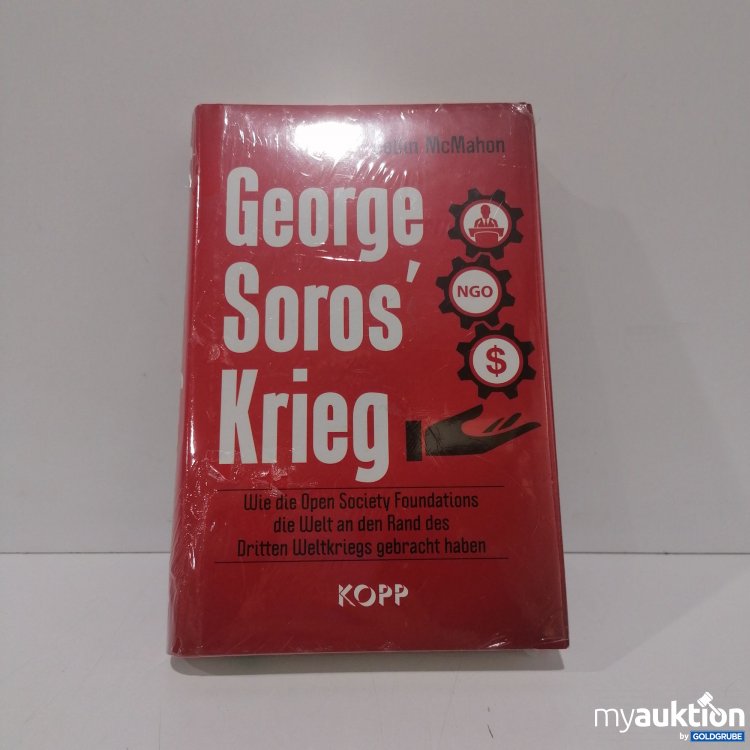 McMahon
George
Soros'
Krieg
NGO
$
Wie die Open Society Foundations
die Welt an den Rand des
Dritten Weltkriegs gebracht haben
KOPP
myauktion
by GOLDGRUBE